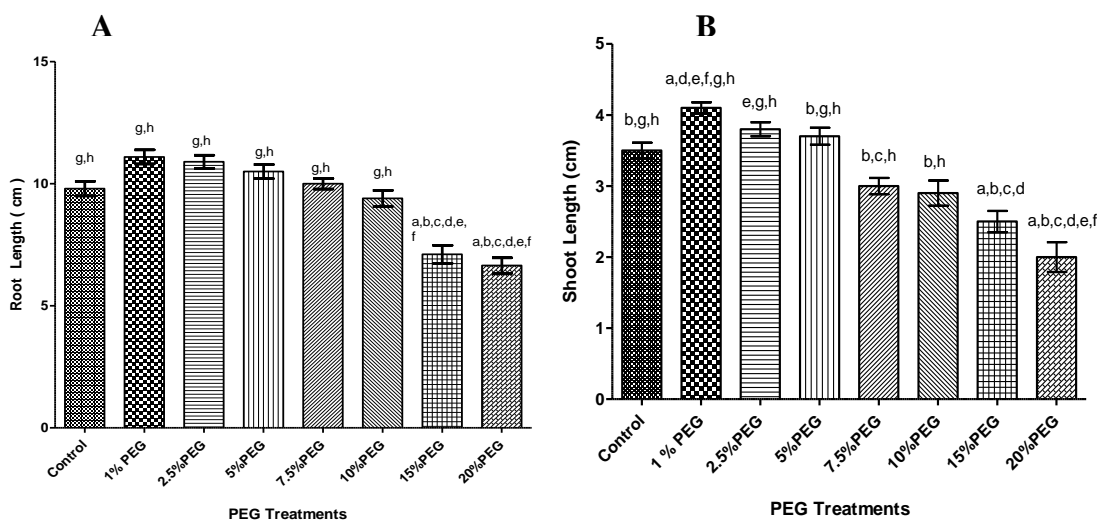 A
Root Length ( cm )
15
10
5
0
g,h
g,h
g,h
g,h
g,h
g,h
a,b,c,d,e,
f
a,b,c,d,e,f
Control
1% PEG
2.5%PEG
5%PEG
7.5%PEG
10%PEG
15%PEG
20%PEG
PEG Treatments
B
Shoot Length (cm)
5
4
3
2
1
0
b,g,h
a,d,e,f,g,h
e,g,h
b,g,h
b,c,h
b,h
a,b,c,d
a,b,c,d,e,f
Control
1 % PEG
2.5%PEG
5%PEG
7.5%PEG
10%PEG
15%PEG
20%PEG
PEG Treatments